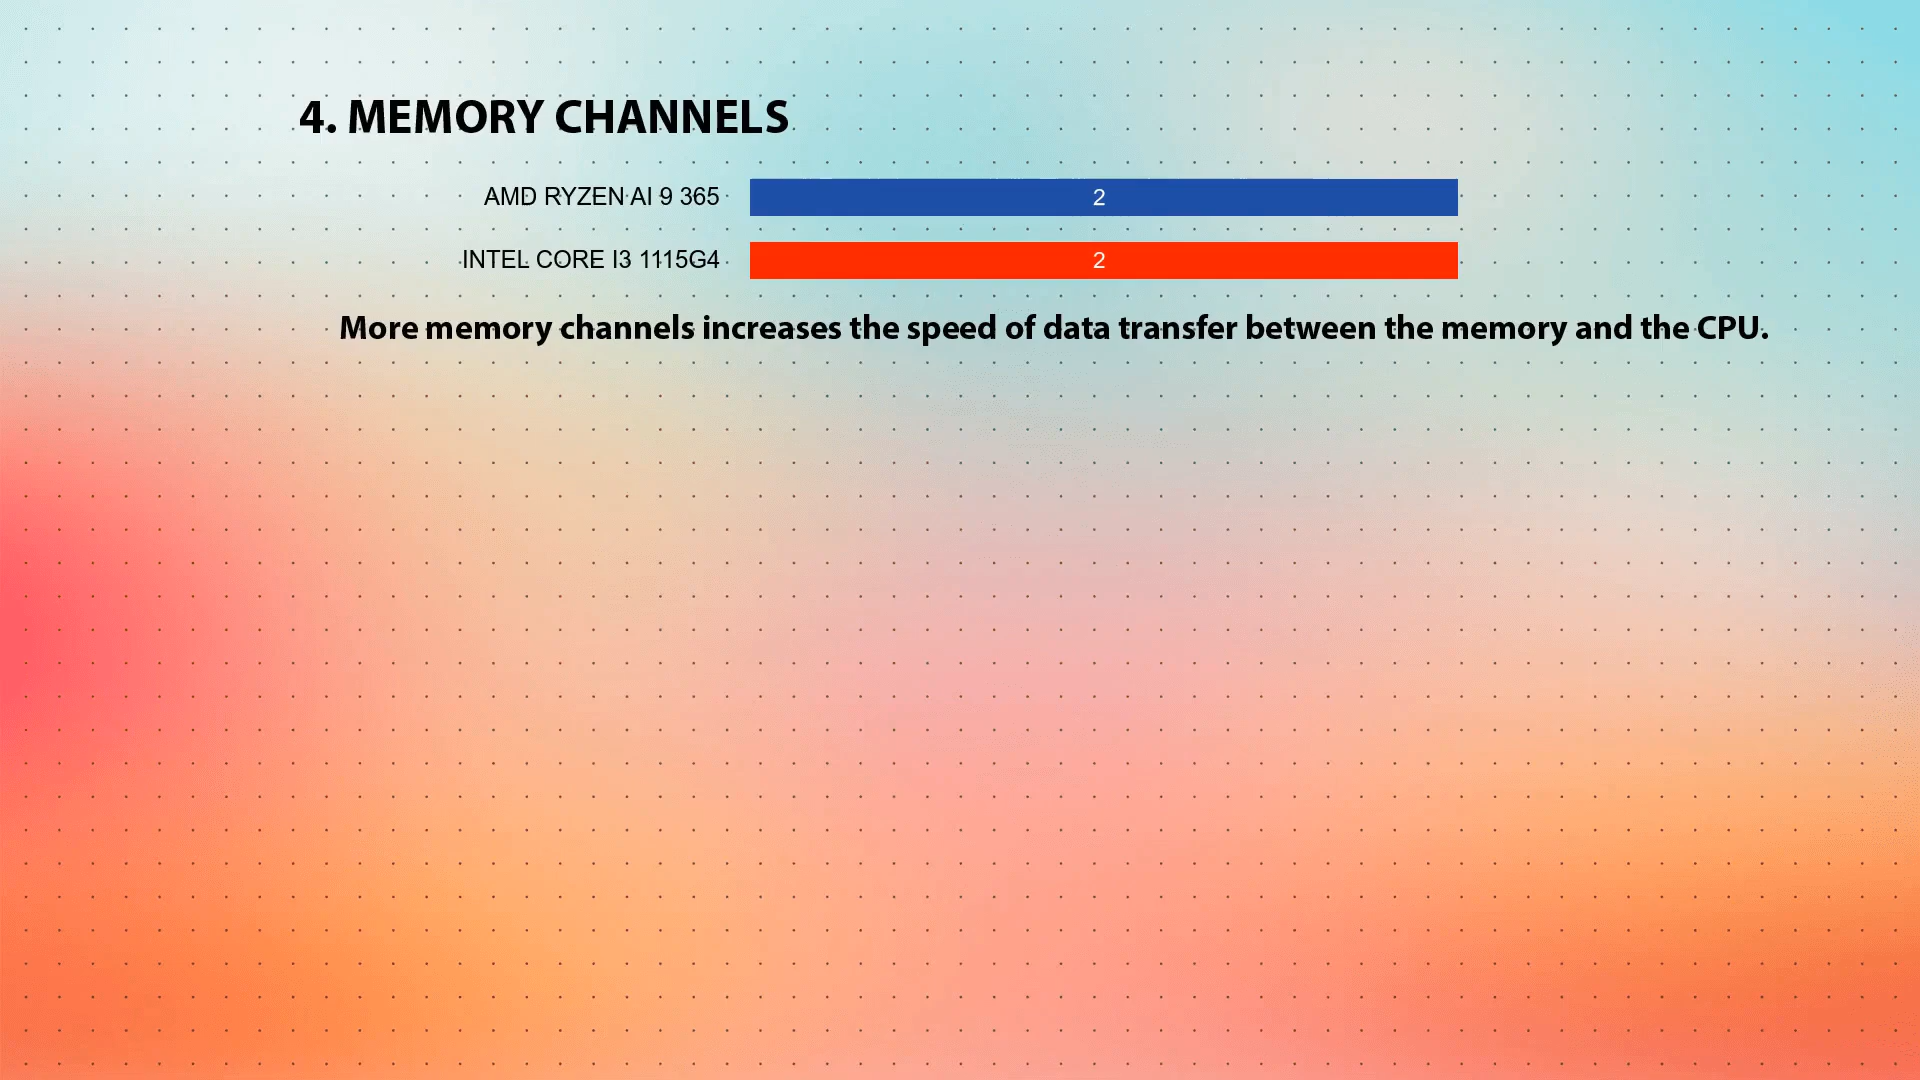 4. MEMORY CHANNELS
AMD RYZEN AI 9 365
2
INTEL CORE I3 1115G4
2
More memory channels increases the speed of data transfer between the memory and the CPU.